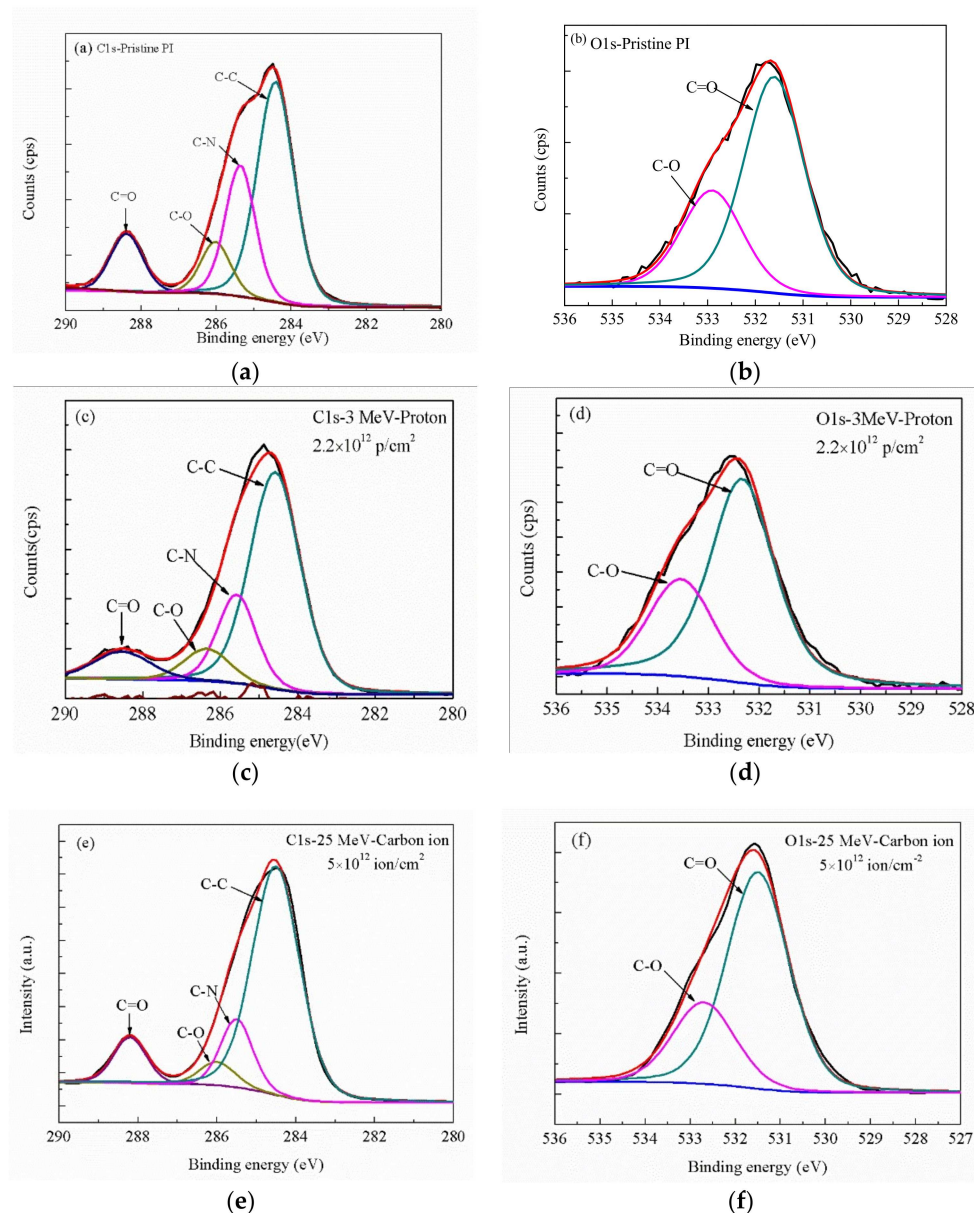 (a) C1s-Pristine PI
C-C
C-N
C=O
C-O
Counts (cps)
290 288 286 284 282 280
Binding energy (eV)
(a)
(b) O1s-Pristine PI
C=O
C-O
Counts (cps)
536 535 534 533 532 531 530 529 528
Binding energy (eV)
(b)
(c) C1s-3 MeV-Proton
2.2×10¹² p/cm²
C-C
C-N
C=O
C-O
Counts(cps)
290 288 286 284 282 280
Binding energy(eV)
(c)
(d) O1s-3MeV-Proton
2.2×10¹² p/cm²
C=O
C-O
Counts (cps)
536 535 534 533 532 531 530 529 528
Binding energy (eV)
(d)
(e) C1s-25 MeV-Carbon ion
5×10¹² ion/cm²
C-C
C-N
C=O
C-O
Intensity (a.u.)
290 288 286 284 282 280
Binding energy (eV)
(e)
(f) O1s-25 MeV-Carbon ion
5×10¹² ion/cm⁻²
C=O
C-O
Intensity (a.u.)
536 535 534 533 532 531 530 529 528 527
Binding energy (eV)
(f)